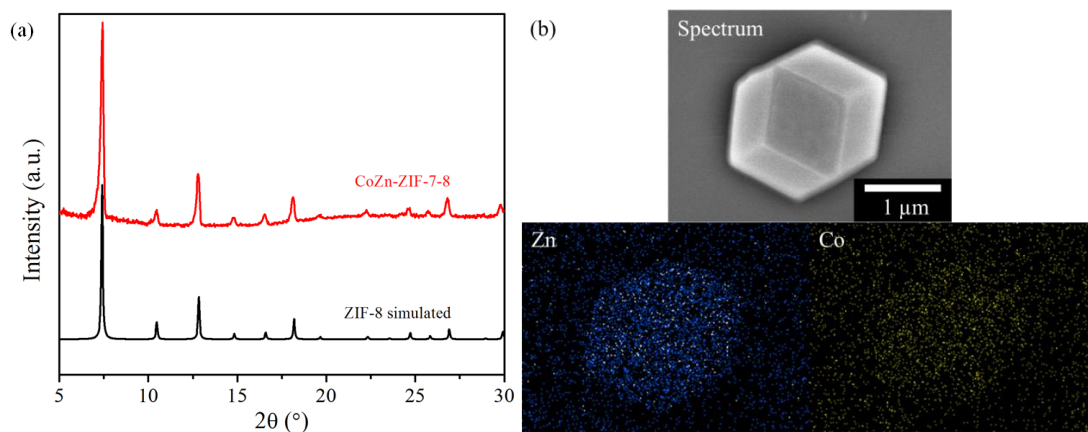 (a)
Intensity (a.u.)
CoZn-ZIF-7-8
ZIF-8 simulated
5 10 15 20 25 30
2θ (°)
(b)
Spectrum
1 µm
Zn
Co